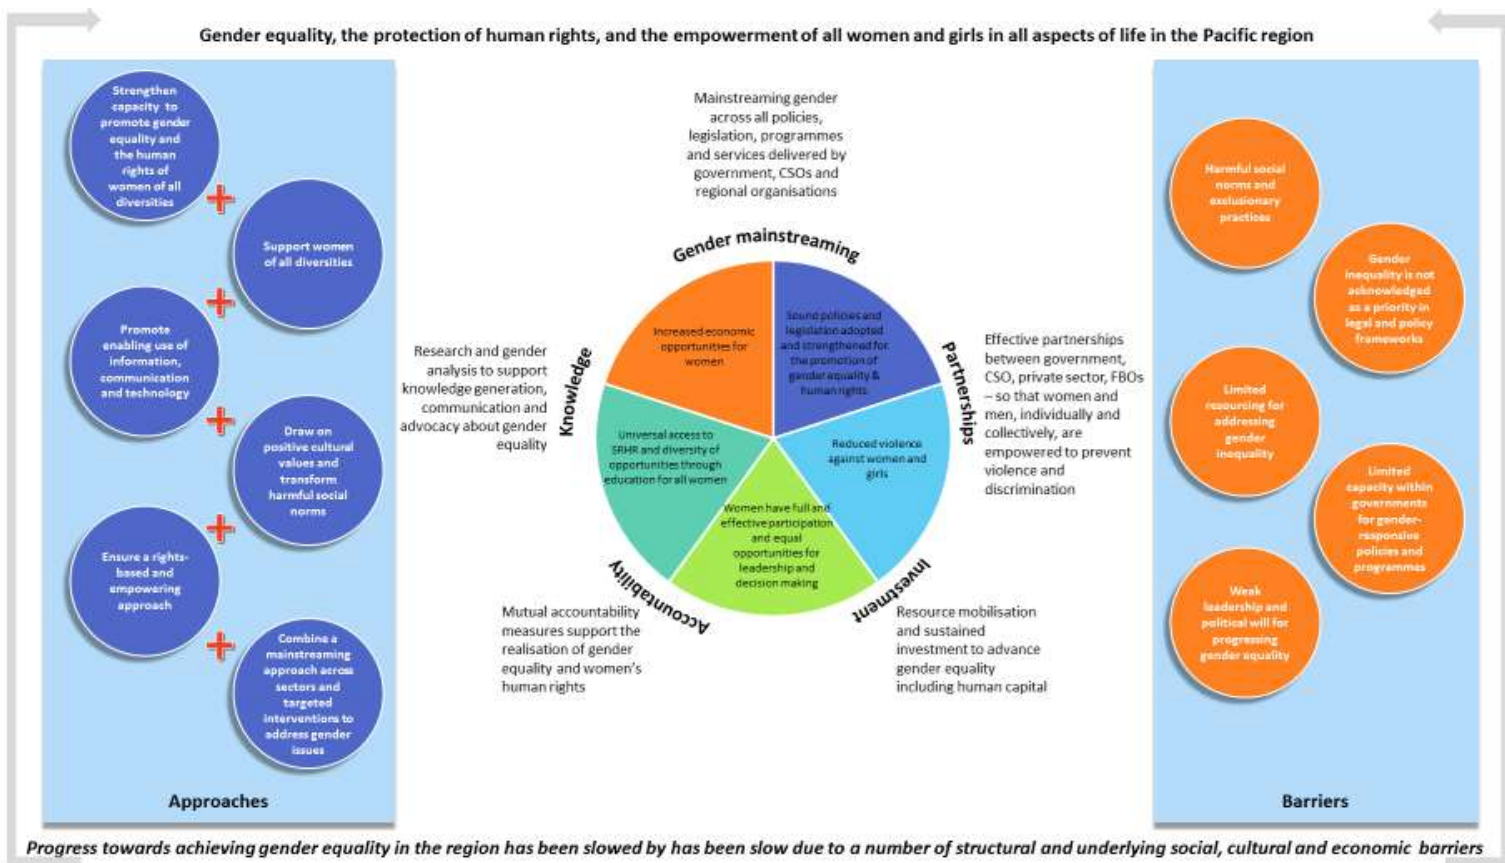 Gender equality, the protection of human rights, and the empowerment of all women and girls in all aspects of life in the Pacific region
Strengthen
capacity to
promote gender
equality and
the human
rights of
women of all
diversities
Support women
of all diversities
Promote
enabling use of
information,
communication
and technology
Draw on
positive cultural
values and
transform
harmful social
norms
Ensure a rights-
based and
empowering
approach
Combine a
mainstreaming
approach across
sectors and
targeted
interventions to
address gender
issues
Approaches
Mainstreaming gender
across all policies,
legislation, programmes
and services delivered by
government, CSOs and
regional organisations
Gender mainstreaming
Increased economic
opportunities for
women
Sound policies and
legislation adopted
and strengthened for
the promotion of
gender equality &
human rights
Reduced violence
against women and
girls
Women have full and
effective participation
and equal
opportunities for
leadership and
decision making
Universal access to
SRHR and diversity of
opportunities through
education for all women
Partnerships
Effective partnerships
between government,
CSO, private sector, FBOs
– so that women and
men, individually and
collectively, are
empowered to prevent
violence and
discrimination
Investment
Resource mobilisation
and sustained
investment to advance
gender equality
including human capital
Accountability
Mutual accountability
measures support the
realisation of gender
equality and women's
human rights
Knowledge
Research and gender
analysis to support
knowledge generation,
communication and
advocacy about gender
equality
Harmful social
norms and
exclusionary
practices
Gender
inequality is not
acknowledged
as a priority in
legal and policy
frameworks
Limited
resourcing for
addressing
gender
inequality
Limited
capacity within
governments
for gender-
responsive
policies and
programmes
Weak
leadership and
political will for
progressing
gender equality
Barriers
Progress towards achieving gender equality in the region has been slowed by has been slow due to a number of structural and underlying social, cultural and economic barriers